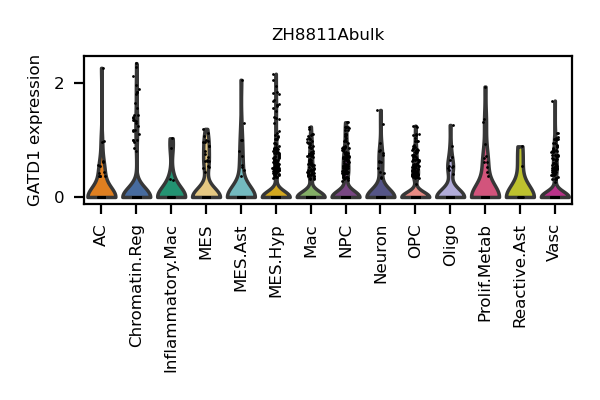 ZH8811Abulk
GATD1 expression
2
0
AC
Chromatin.Reg
Inflammatory.Mac
MES
MES.Ast
MES.Hyp
Mac
NPC
Neuron
OPC
Oligo
Prolif.Metab
Reactive.Ast
Vasc